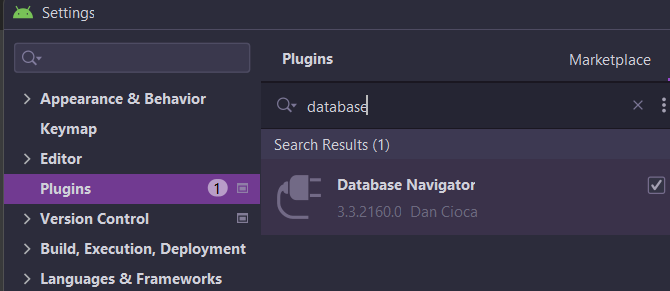 Settings
Plugins
Marketplace
Appearance & Behavior
Keymap
Editor
Plugins 1
Version Control
Build, Execution, Deployment
Languages & Frameworks
database
Search Results (1)
Database Navigator
3.3.2160.0 Dan Cioca